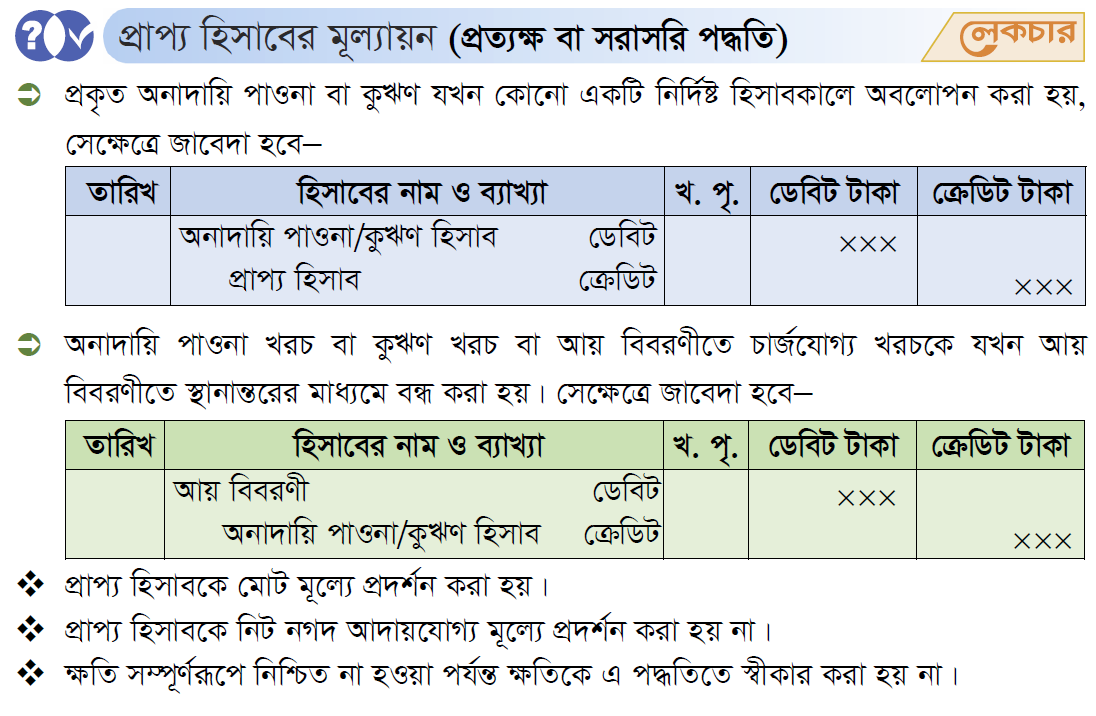 প্রাপ্য হিসাবের মূল্যায়ন (প্রত্যক্ষ বা সরাসরি পদ্ধতি)
লেকচার
প্রকৃত অনাদায়ি পাওনা বা কুঋণ যখন কোনো একটি নির্দিষ্ট হিসাবকালে অবলোপন করা হয়,
সেক্ষেত্রে জাবেদা হবে–
তারিখ হিসাবের নাম ও ব্যাখ্যা খ. পৃ. ডেবিট টাকা ক্রেডিট টাকা
অনাদায়ি পাওনা/কুঋণ হিসাব ডেবিট ×××
প্রাপ্য হিসাব ক্রেডিট ×××
অনাদায়ি পাওনা খরচ বা কুঋণ খরচ বা আয় বিবরণীতে চার্জযোগ্য খরচকে যখন আয়
বিবরণীতে স্থানান্তরের মাধ্যমে বন্ধ করা হয়। সেক্ষেত্রে জাবেদা হবে–
তারিখ হিসাবের নাম ও ব্যাখ্যা খ. পৃ. ডেবিট টাকা ক্রেডিট টাকা
আয় বিবরণী ডেবিট ×××
অনাদায়ি পাওনা/কুঋণ হিসাব ক্রেডিট ×××
প্রাপ্য হিসাবকে মোট মূল্যে প্রদর্শন করা হয়।
প্রাপ্য হিসাবকে নিট নগদ আদায়যোগ্য মূল্যে প্রদর্শন করা হয় না।
ক্ষতি সম্পূর্ণরূপে নিশ্চিত না হওয়া পর্যন্ত ক্ষতিকে এ পদ্ধতিতে স্বীকার করা হয় না।